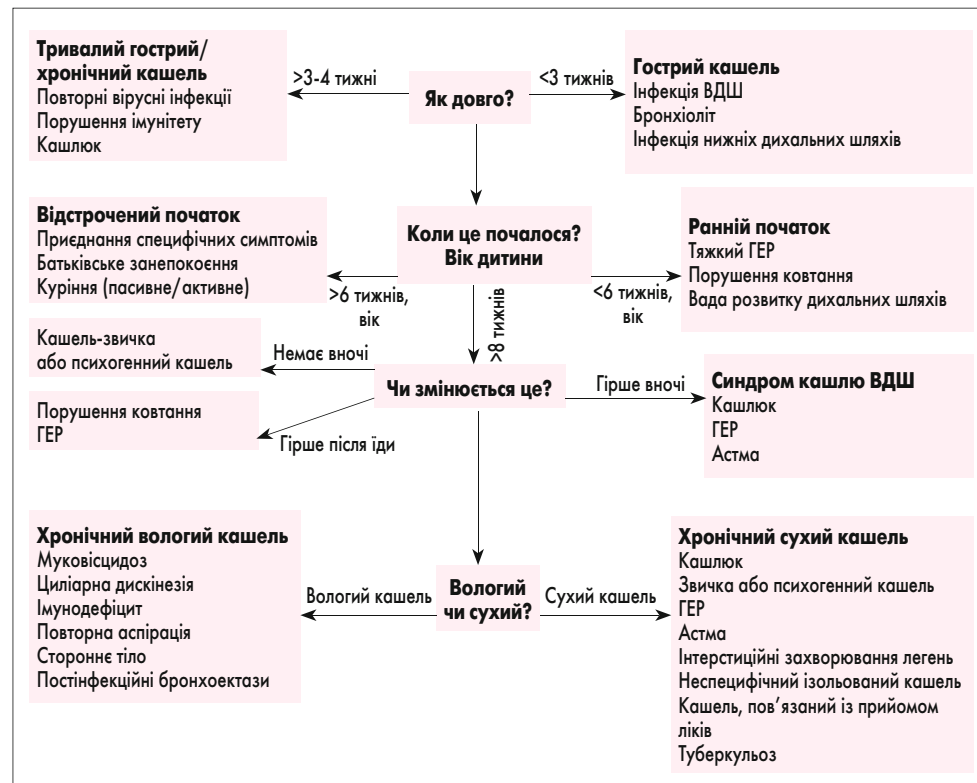 Тривалий гострий/
хронічний кашель
Повторні вірусні інфекції
Порушення імунітету
Кашлюк
>3-4 тижні
Як довго?
<3 тижнів
Гострий кашель
Інфекція ВДШ
Бронхіоліт
Інфекція нижніх дихальних шляхів
Відстрочений початок
Приєднання специфічних симптомів
Батьківське занепокоєння
Куріння (пасивне/активне)
>6 тижнів,
вік
Коли це почалося?
Вік дитини
<6 тижнів,
вік
Ранній початок
Тяжкий ГЕР
Порушення ковтання
Вада розвитку дихальних шляхів
>8 тижнів
Кашель-звичка
або психогенний кашель
Немає вночі
Чи змінюється це?
Гірше вночі
Синдром кашлю ВДШ
Кашлюк
ГЕР
Астма
Порушення ковтання
ГЕР
Гірше після їди
Хронічний вологий кашель
Муковісцидоз
Циліарна дискінезія
Імунодефіцит
Повторна аспірація
Стороннє тіло
Постінфекційні бронхоектази
Вологий кашель
Вологий
чи сухий?
Сухий кашель
Хронічний сухий кашель
Кашлюк
Звичка або психогенний кашель
ГЕР
Астма
Інтерстиційні захворювання легень
Неспецифічний ізольований кашель
Кашель, пов’язаний із прийомом
ліків
Туберкульоз